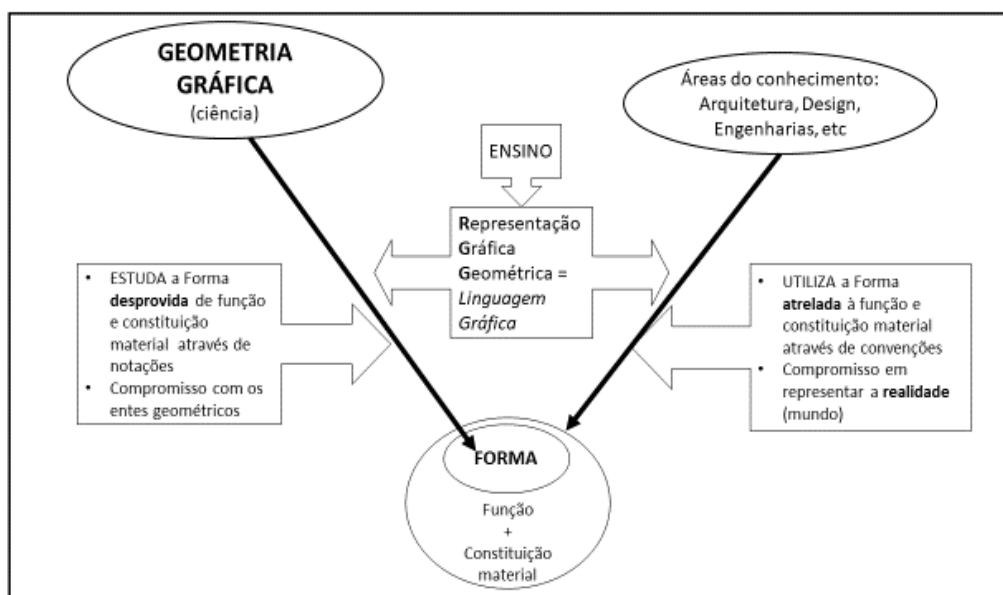 GEOMETRIA
GRÁFICA
(ciência)
Áreas do conhecimento:
Arquitetura, Design,
Engenharias, etc
ENSINO
Representação
Gráfica
Geométrica =
Linguagem
Gráfica
• ESTUDA a Forma
desprovida de função
e constituição
material através de
notações
• Compromisso com os
entes geométricos
• UTILIZA a Forma
atrelada à função e
constituição material
através de convenções
• Compromisso em
representar a realidade
(mundo)
FORMA
Função
+
Constituição
material